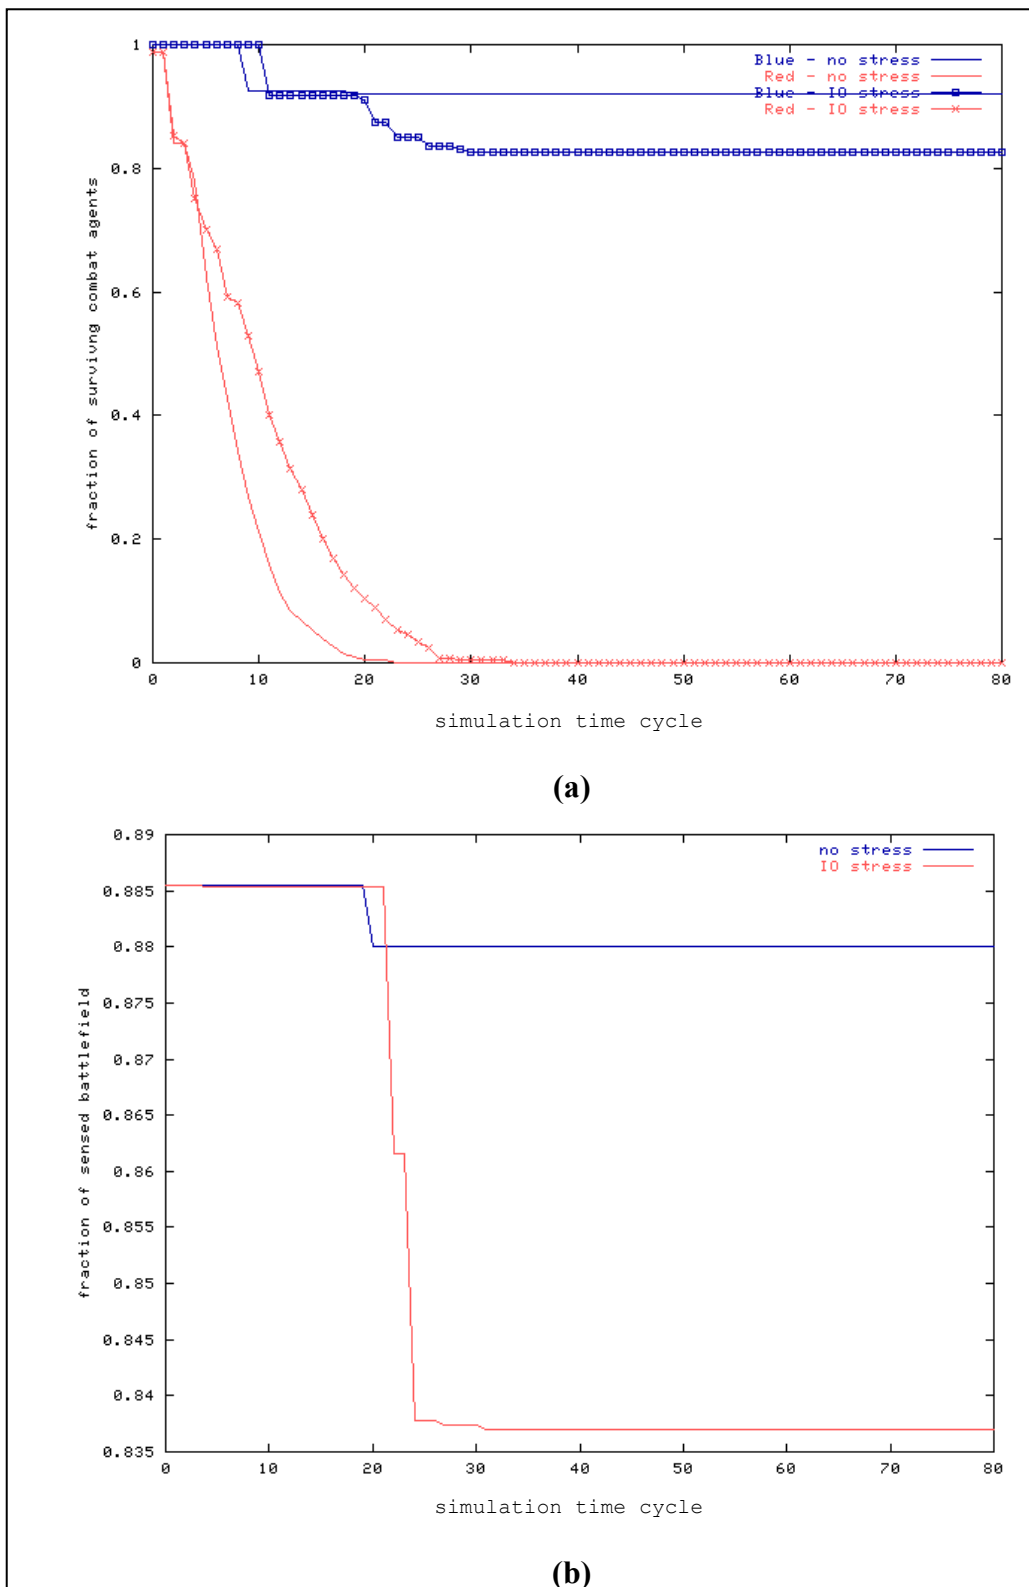 1
Blue - no stress
Red - no stress
Blue - IO stress
Red - IO stress
0.8
0.6
0.4
0.2
0
fraction of survivng combat agents
0 10 20 30 40 50 60 70 80
simulation time cycle
(a)
0.89
no stress
IO stress
0.885
0.88
0.875
0.87
0.865
0.86
0.855
0.85
0.845
0.84
0.835
fraction of sensed battlefield
0 10 20 30 40 50 60 70 80
simulation time cycle
(b)